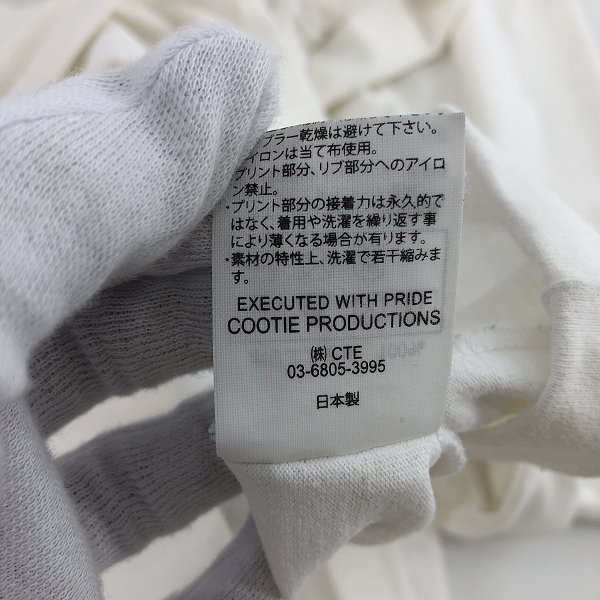 ブラー乾燥は避けて下さい。
アイロンは当て布使用。
プリント部分、リブ部分へのアイロ
ン禁止。
・プリント部分の接着力は永久的で
はなく、着用や洗濯を繰り返す事
により薄くなる場合が有ります。
・素材の特性上、洗濯で若干縮みま
す。
EXECUTED WITH PRIDE
COOTIE PRODUCTIONS
㈱ CTE
03-6805-3995
日本製